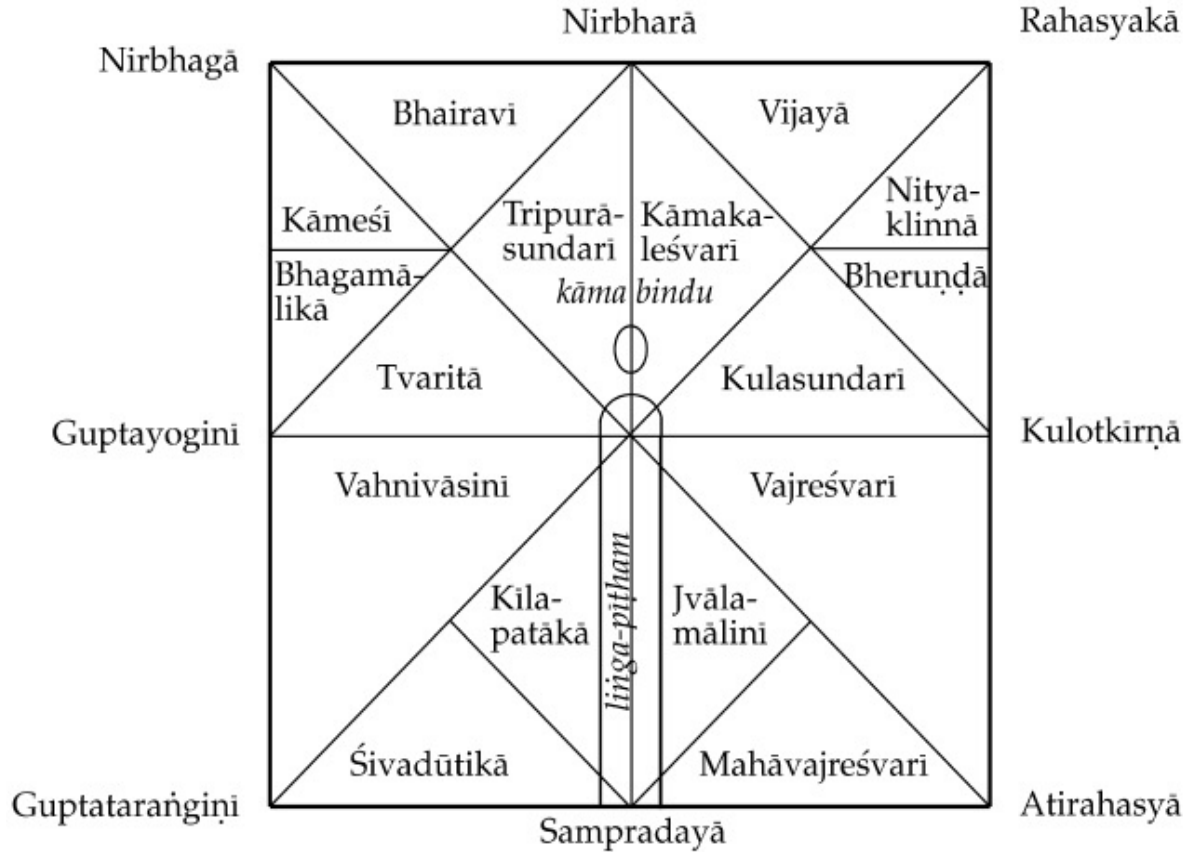 Nirbharā
Rahasyakā
Nirbhagā
Bhairavī
Vijayā
Kāmeśī
Tripurā-
sundarī
Kāmaka-
leśvarī
Nitya-
klinnā
Bhagamā-
likā
kāma bindu
Bheruṇḍā
Tvaritā
Kulasundarī
Guptayoginī
Kulotkīrṇā
Vahnivāsinī
Vajreśvarī
Kīla-
patākā
liṅga-pīṭham
Jvāla-
mālinī
Śivadūtikā
Mahāvajreśvarī
Guptataraṅgiṇī
Atirahasyā
Sampradayā